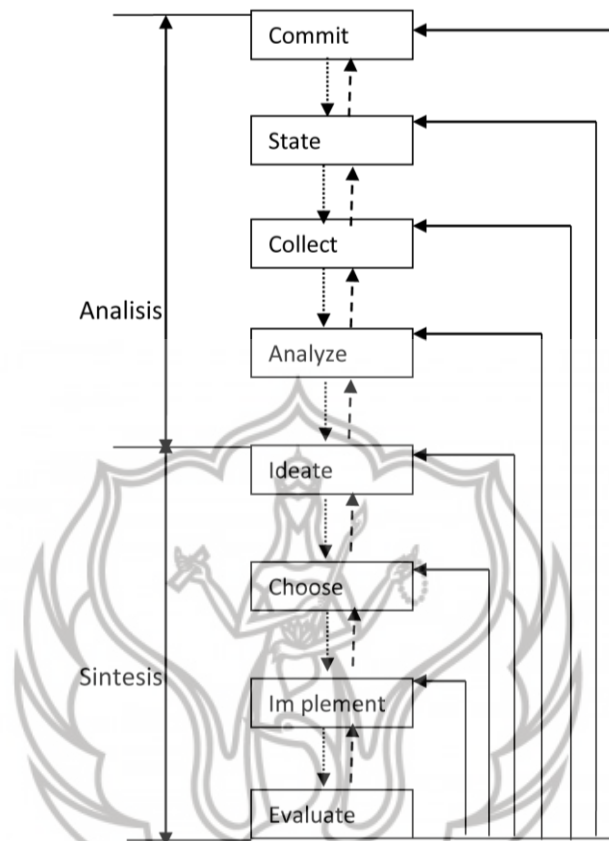 Commit
State
Collect
Analisis
Analyze
Ideate
Choose
Sintesis
Im plement
Evaluate